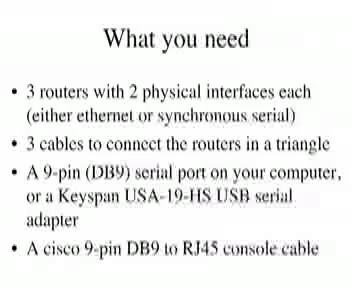 What you need
• 3 routers with 2 physical interfaces each
(either ethernet or synchronous serial)
• 3 cables to connect the routers in a triangle
• A 9-pin (DB9) serial port on your computer,
or a Keyspan USA-19-HS USB serial
adapter
• A cisco 9-pin DB9 to RJ45 console cable